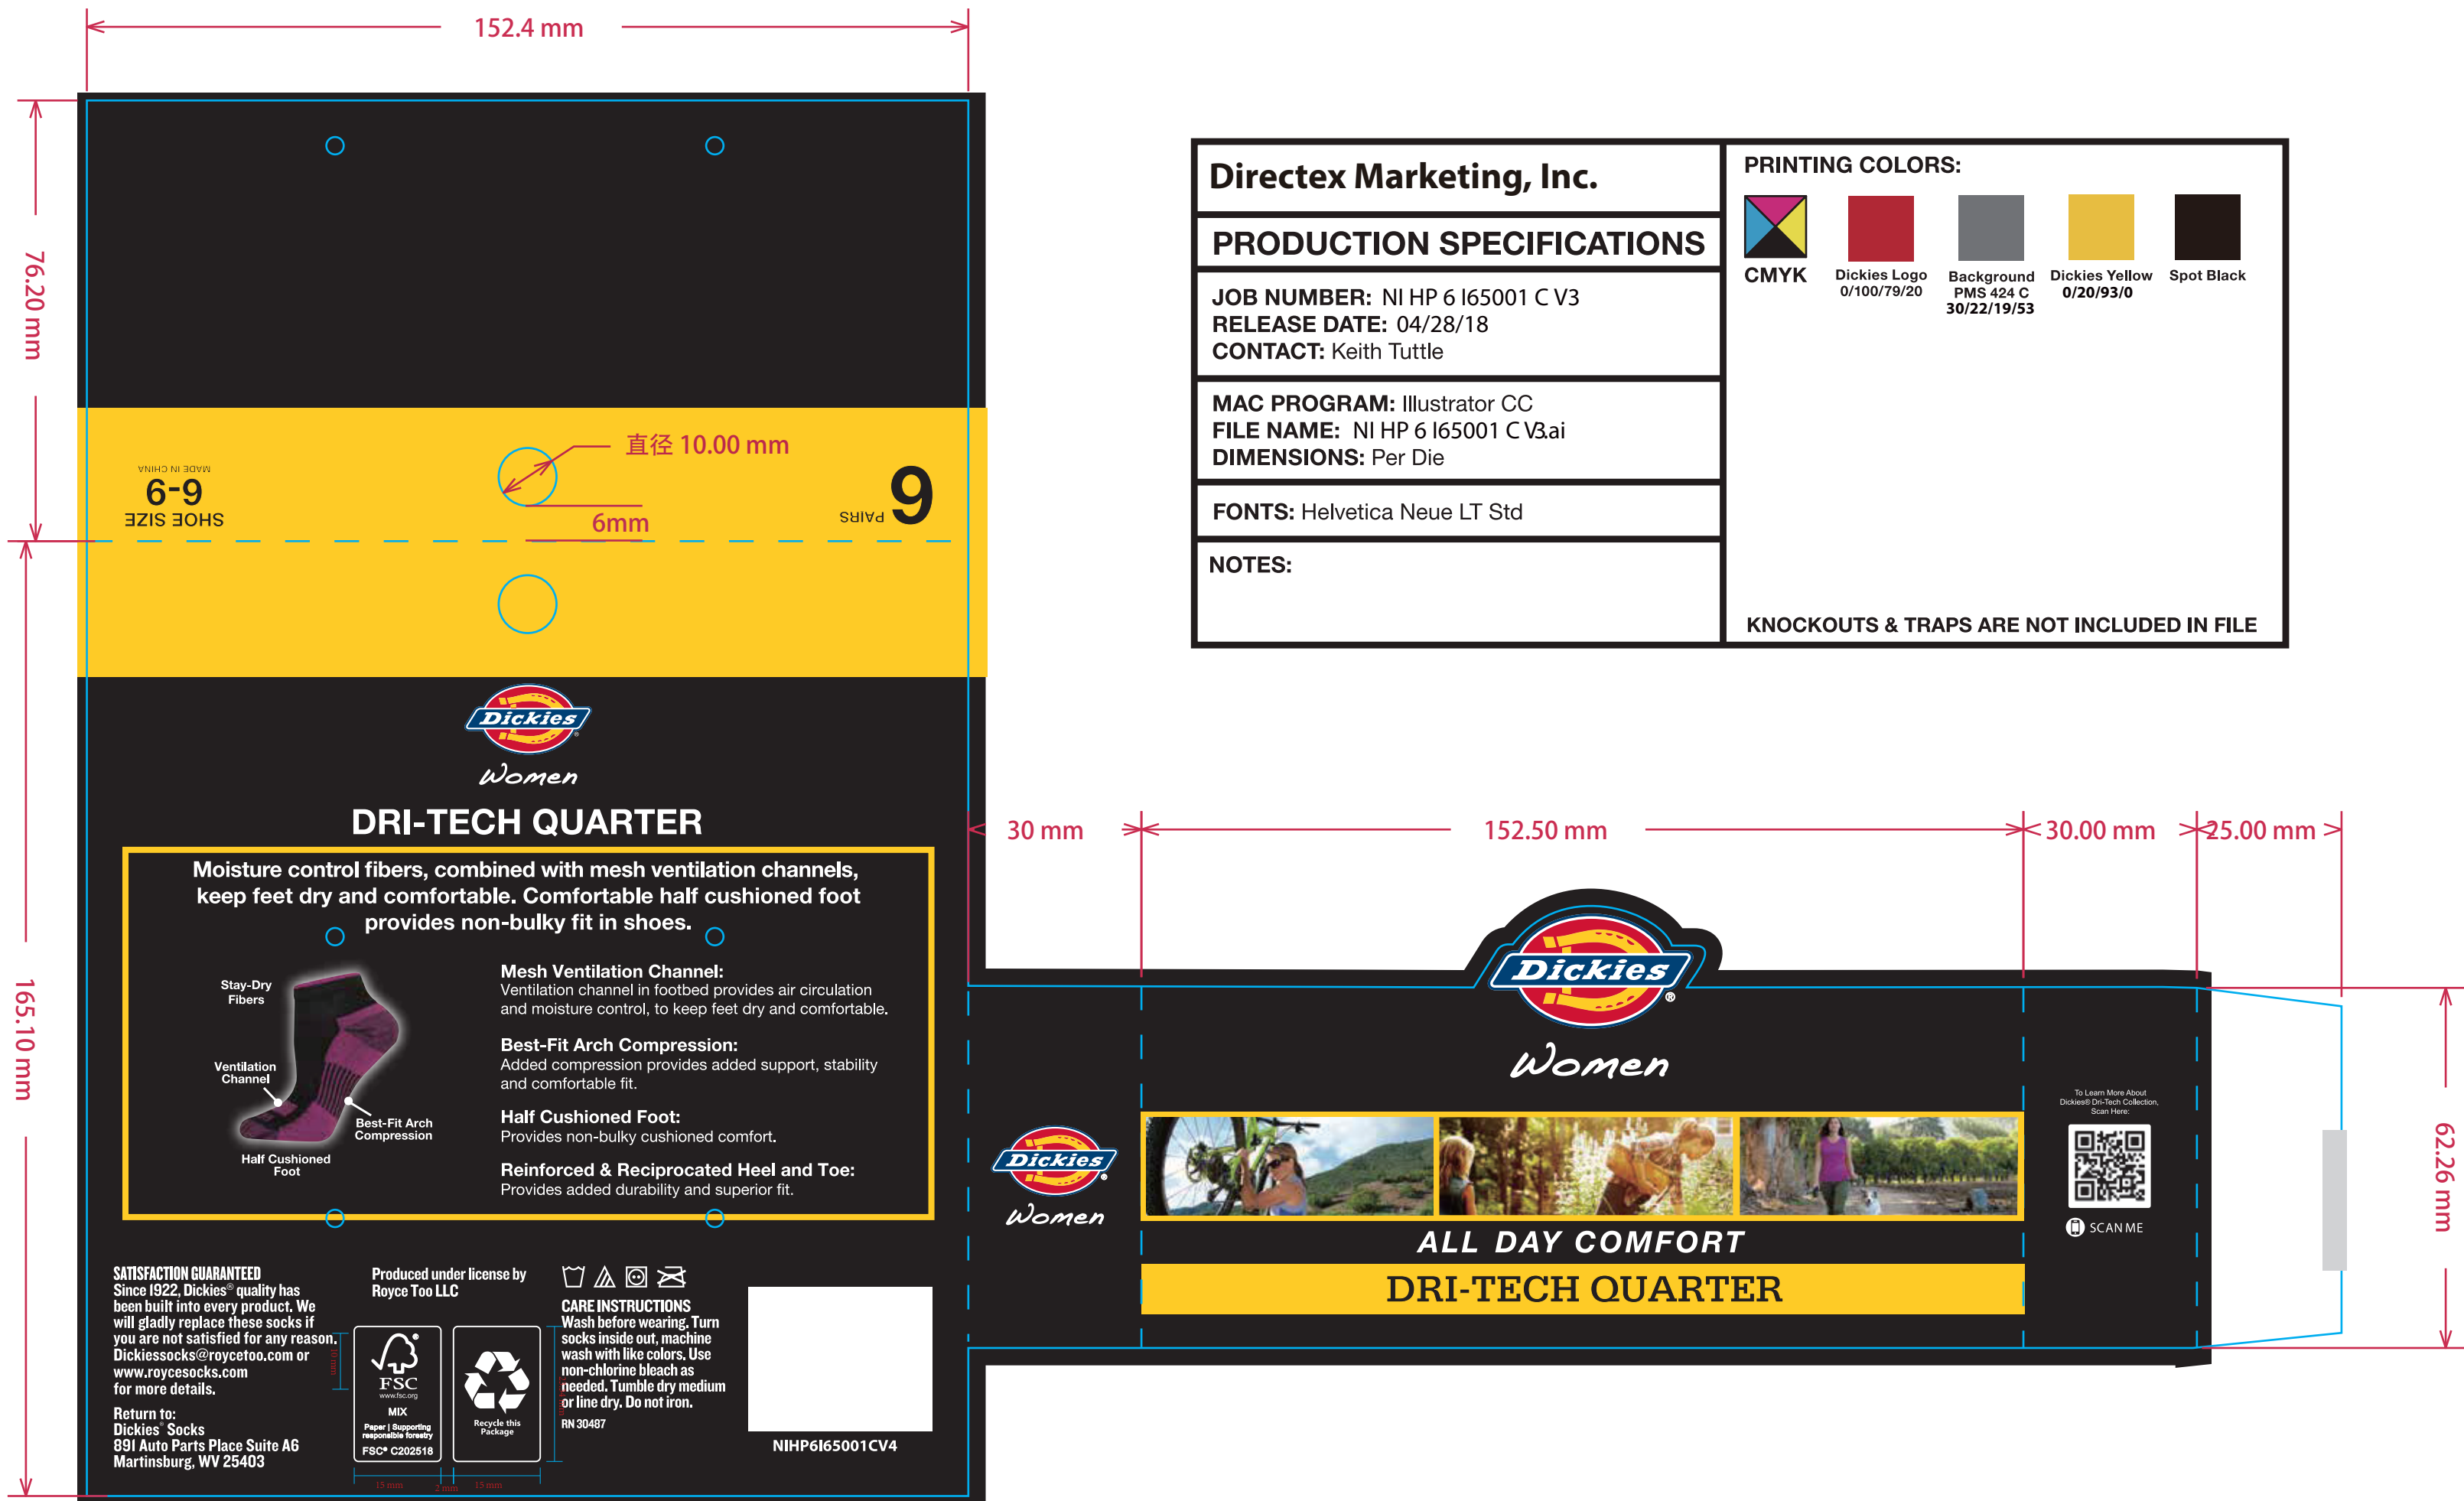 152.4 mm
76.20 mm
165.10 mm
MADE IN CHINA
6-9
SHOE SIZE
直径 10.00 mm
6mm
6
PAIRS
Dickies®
Women
DRI-TECH QUARTER
Moisture control fibers, combined with mesh ventilation channels,
keep feet dry and comfortable. Comfortable half cushioned foot
provides non-bulky fit in shoes.
Stay-Dry
Fibers
Ventilation
Channel
Best-Fit Arch
Compression
Half Cushioned
Foot
Mesh Ventilation Channel:
Ventilation channel in footbed provides air circulation
and moisture control, to keep feet dry and comfortable.
Best-Fit Arch Compression:
Added compression provides added support, stability
and comfortable fit.
Half Cushioned Foot:
Provides non-bulky cushioned comfort.
Reinforced & Reciprocated Heel and Toe:
Provides added durability and superior fit.
SATISFACTION GUARANTEED
Since 1922, Dickies® quality has
been built into every product. We
will gladly replace these socks if
you are not satisfied for any reason.
Dickiessocks@roycetoo.com or
www.roycesocks.com
for more details.
Return to:
Dickies® Socks
891 Auto Parts Place Suite A6
Martinsburg, WV 25403
Produced under license by
Royce Too LLC
10 mm
FSC
www.fsc.org
MIX
Paper | Supporting
responsible forestry
FSC® C202518
Recycle this
Package
15 mm
2 mm
15 mm
CARE INSTRUCTIONS
Wash before wearing. Turn
socks inside out, machine
wash with like colors. Use
non-chlorine bleach as
needed. Tumble dry medium
or line dry. Do not iron.
RN 30487
NIHP6I65001CV4
Directex Marketing, Inc.
PRODUCTION SPECIFICATIONS
JOB NUMBER: NI HP 6 I65001 C V3
RELEASE DATE: 04/28/18
CONTACT: Keith Tuttle
MAC PROGRAM: Illustrator CC
FILE NAME: NI HP 6 I65001 C V3.ai
DIMENSIONS: Per Die
FONTS: Helvetica Neue LT Std
NOTES:
PRINTING COLORS:
CMYK
Dickies Logo
0/100/79/20
Background
PMS 424 C
30/22/19/53
Dickies Yellow
0/20/93/0
Spot Black
KNOCKOUTS & TRAPS ARE NOT INCLUDED IN FILE
30 mm
152.50 mm
30.00 mm
25.00 mm
62.26 mm
Dickies®
Women
Dickies®
Women
ALL DAY COMFORT
DRI-TECH QUARTER
To Learn More About
Dickies® Dri-Tech Collection,
Scan Here:
SCAN ME